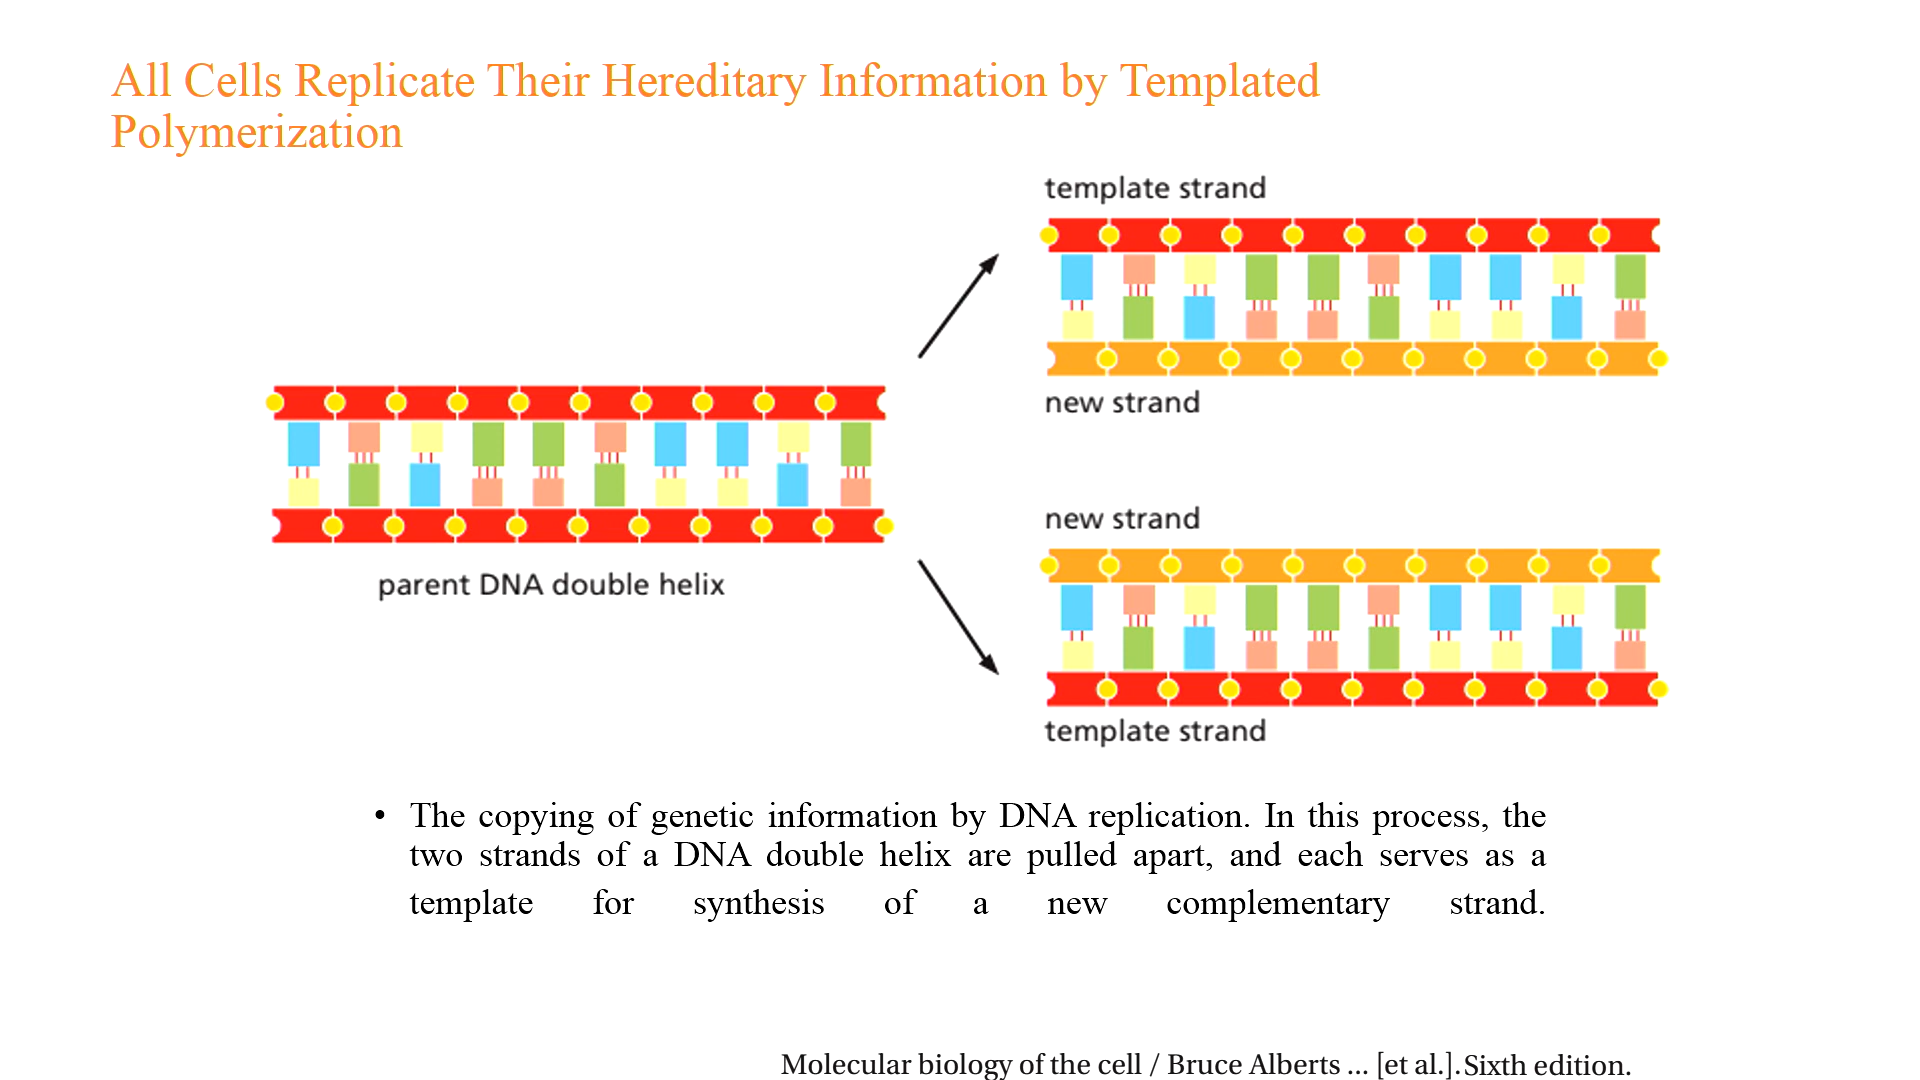 All Cells Replicate Their Hereditary Information by Templated
Polymerization
template strand
new strand
parent DNA double helix
new strand
template strand
• The copying of genetic information by DNA replication. In this process, the
two strands of a DNA double helix are pulled apart, and each serves as a
template for synthesis of a new complementary strand.
Molecular biology of the cell / Bruce Alberts ... [et al.]. Sixth edition.